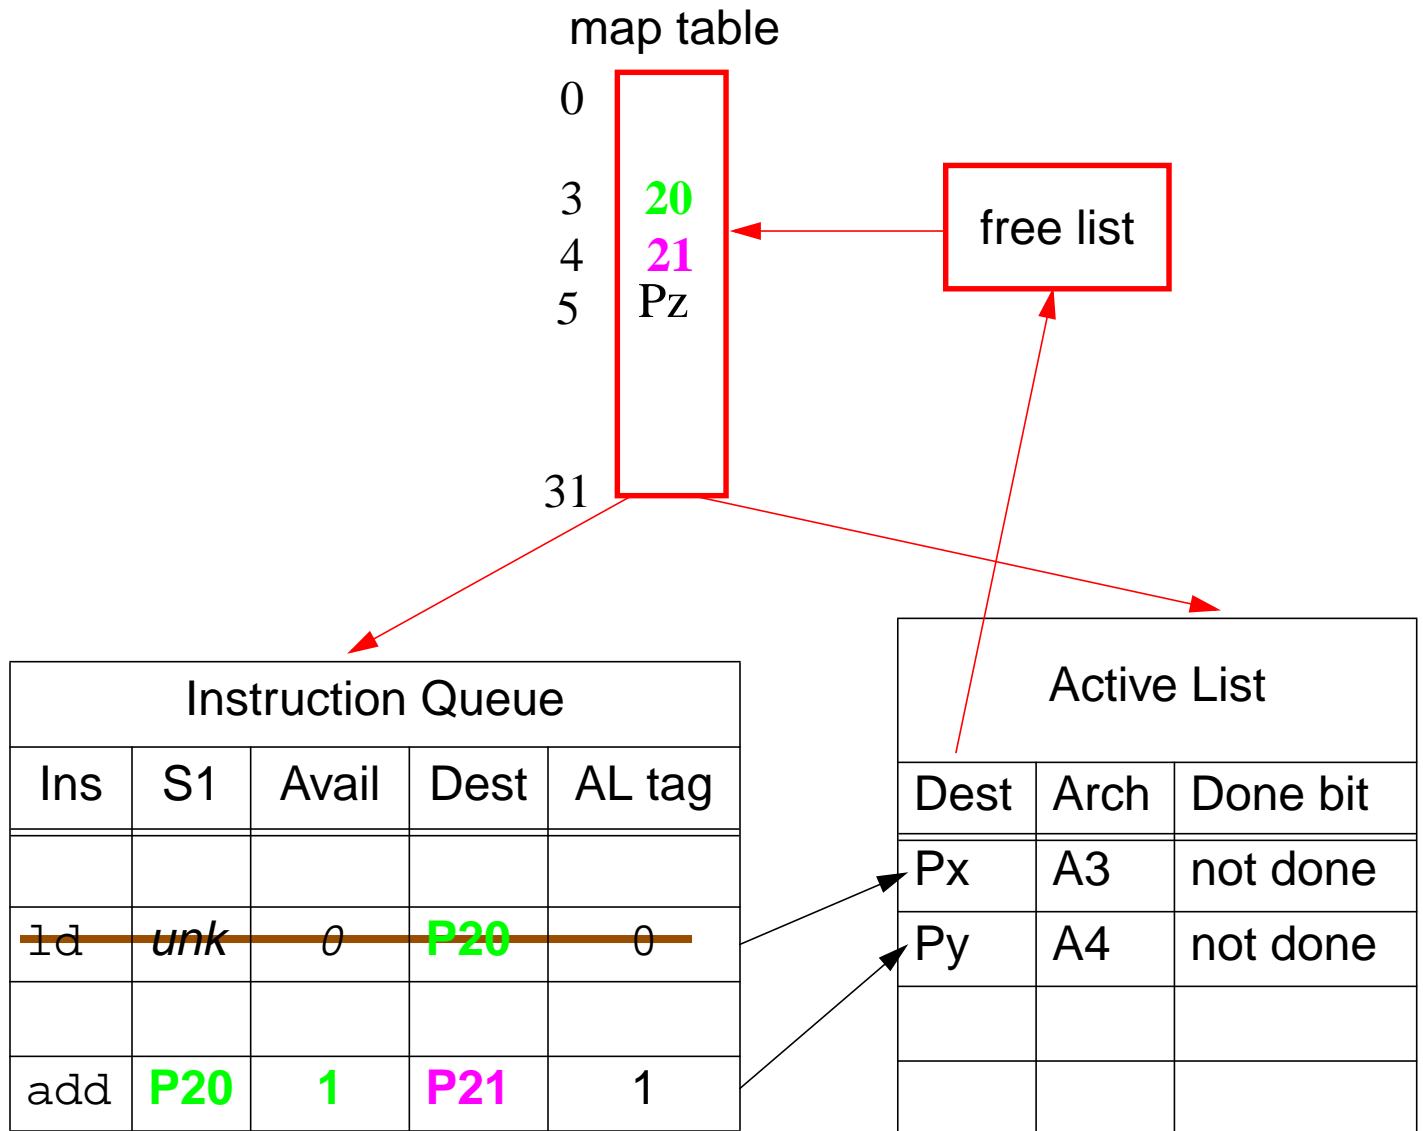 map table
0
3 20
4 21
5 Pz
31
free list
Instruction Queue
Ins S1 Avail Dest AL tag
ld unk 0 P20 0
add P20 1 P21 1
Active List
Dest Arch Done bit
Px A3 not done
Py A4 not done